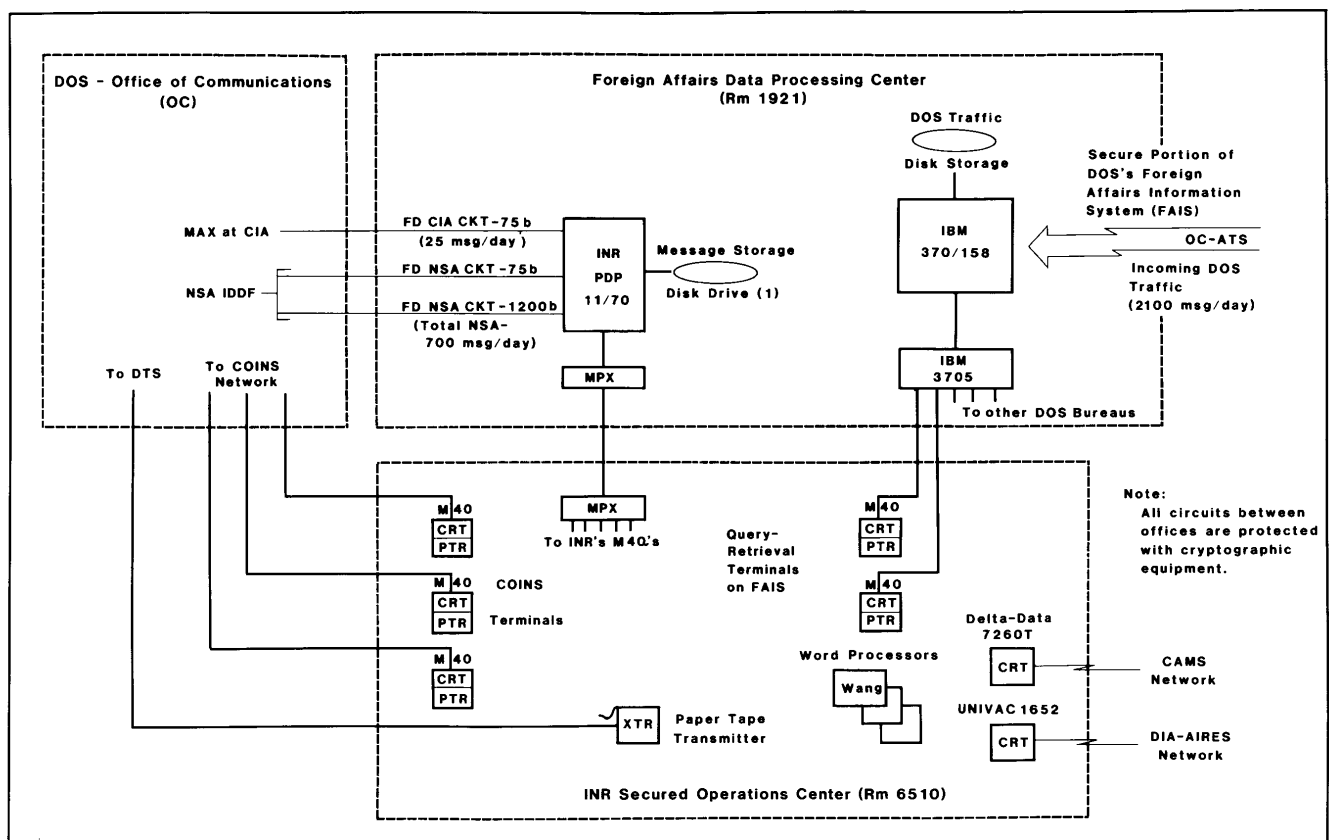 DOS - Office of Communications
(OC)
MAX at CIA
NSA IDDF
To DTS
To COINS
Network
Foreign Affairs Data Processing Center
(Rm 1921)
FD CIA CKT-75b
(25 msg/day)
FD NSA CKT-75b
FD NSA CKT-1200b
(Total NSA-
700 msg/day)
INR
PDP
11/70
Message Storage
Disk Drive (1)
MPX
DOS Traffic
Disk Storage
IBM
370/158
IBM
3705
To other DOS Bureaus
Secure Portion of
DOS's Foreign
Affairs Information
System (FAIS)
OC-ATS
Incoming DOS
Traffic
(2100 msg/day)
M40
CRT
PTR
M40
CRT
PTR
M40
CRT
PTR
COINS
Terminals
MPX
To INR's M40's
Query-
Retrieval
Terminals
on FAIS
M40
CRT
PTR
M40
CRT
PTR
Note:
All circuits between
offices are protected
with cryptographic
equipment.
Delta-Data
7260T
CRT
CAMS
Network
Word Processors
Wang
UNIVAC 1652
CRT
DIA-AIRES
Network
XTR
Paper Tape
Transmitter
INR Secured Operations Center (Rm 6510)